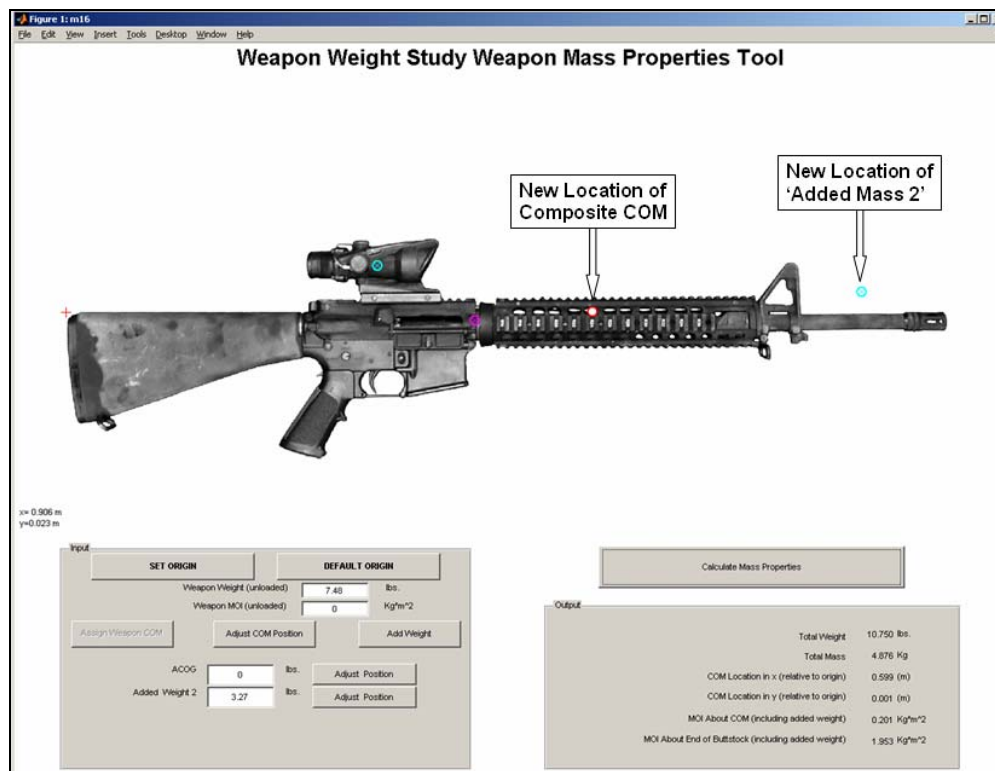 Figure 1: m16
File Edit View Insert Tools Desktop Window Help
Weapon Weight Study Weapon Mass Properties Tool
New Location of
Composite COM
New Location of
‘Added Mass 2’
x= 0.906 m
y=0.023 m
Input
SET ORIGIN
DEFAULT ORIGIN
Weapon Weight (unloaded) 7.48 lbs.
Weapon MOI (unloaded) 0 Kg*m^2
Assign Weapon COM
Adjust COM Position
Add Weight
ACOG 0 lbs. Adjust Position
Added Weight 2 3.27 lbs. Adjust Position
Calculate Mass Properties
Output
Total Weight 10.750 lbs.
Total Mass 4.876 Kg
COM Location in x (relative to origin) 0.599 (m)
COM Location in y (relative to origin) 0.001 (m)
MOI About COM (including added weight) 0.201 Kg*m^2
MOI About End of Buttstock (including added weight) 1.953 Kg*m^2